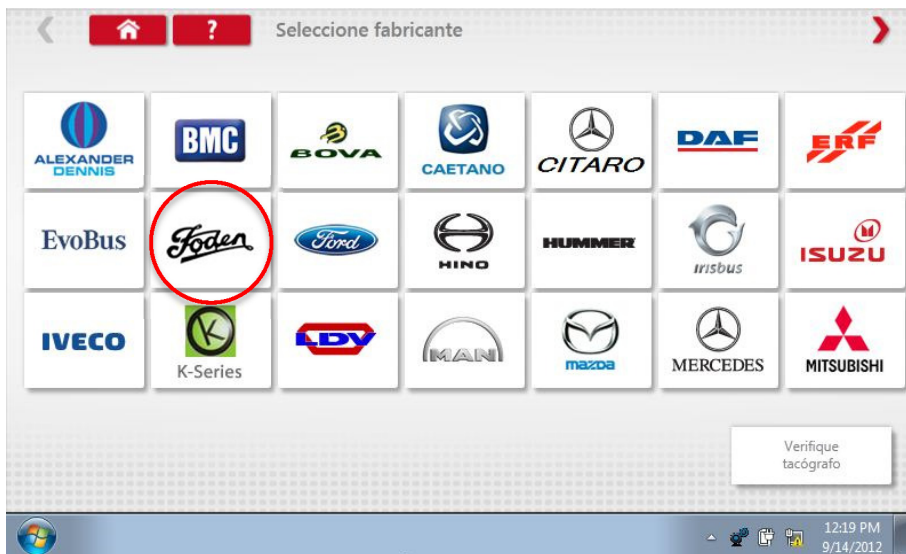 ?
Seleccione fabricante
ALEXANDER
DENNIS
BMC
BOVA
CAETANO
CITARO
DAF
ERF
EvoBus
Foden
Ford
HINO
HUMMER
irisbus
ISUZU
IVECO
K
K-Series
LDV
MAN
mazda
MERCEDES
MITSUBISHI
Verifique
tacógrafo
12:19 PM
9/14/2012